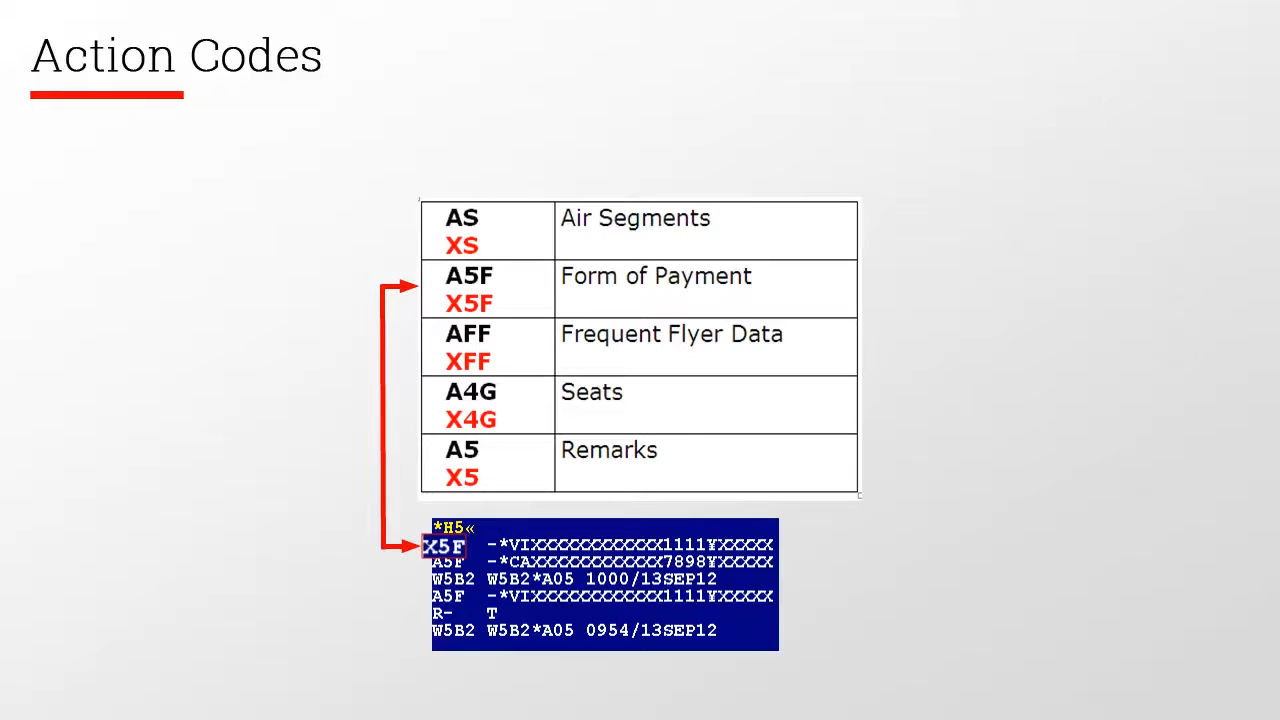 Action Codes
AS Air Segments
XS
A5F Form of Payment
X5F
AFF Frequent Flyer Data
XFF
A4G Seats
X4G
A5 Remarks
X5
*H5«
X5F -*VIXXXXXXXXXXXX1111¥XXXXX
A5F -*CAXXXXXXXXXXXX7898¥XXXXX
W5B2 W5B2*A05 1000/13SEP12
A5F -*VIXXXXXXXXXXXX1111¥XXXXX
R- T
W5B2 W5B2*A05 0954/13SEP12